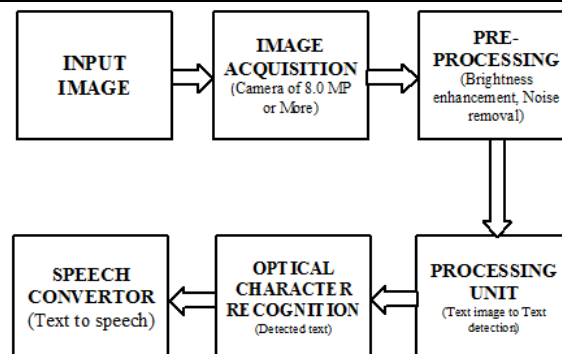 INPUT
IMAGE
IMAGE
ACQUISITION
(Camera of 8.0 MP
or More)
PRE-
PROCESSING
(Brightness
enhancement, Noise
removal)
PROCESSING
UNIT
(Text image to Text
detection)
OPTICAL
CHARACTER
RECOGNITION
(Detected text)
SPEECH
CONVERTOR
(Text to speech)